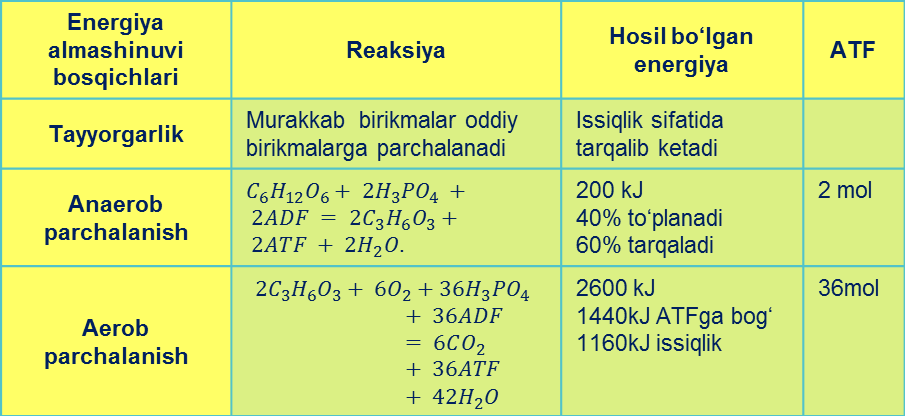 Energiya
almashinuvi
bosqichlari
Reaksiya
Hosil bo‘lgan
energiya
ATF
Tayyorgarlik
Murakkab birikmalar oddiy
birikmalarga parchalanadi
Issiqlik sifatida
tarqalib ketadi
Anaerob
parchalanish
C₆H₁₂O₆ + 2H₃PO₄ +
2ADF = 2C₃H₆O₃ +
2ATF + 2H₂O.
200 kJ
40% to‘planadi
60% tarqaladi
2 mol
Aerob
parchalanish
2C₃H₆O₃ + 6O₂ + 36H₃PO₄
+ 36ADF
= 6CO₂
+ 36ATF
+ 42H₂O
2600 kJ
1440kJ ATFga bog‘
1160kJ issiqlik
36mol